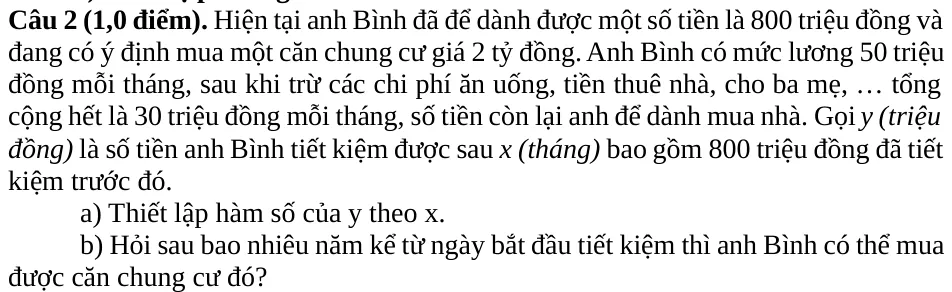 Câu 2 (1,0 điểm). Hiện tại anh Bình đã để dành được một số tiền là 800 triệu đồng và
đang có ý định mua một căn chung cư giá 2 tỷ đồng. Anh Bình có mức lương 50 triệu
đồng mỗi tháng, sau khi trừ các chi phí ăn uống, tiền thuê nhà, cho ba mẹ, … tổng
cộng hết là 30 triệu đồng mỗi tháng, số tiền còn lại anh để dành mua nhà. Gọi y (triệu
đồng) là số tiền anh Bình tiết kiệm được sau x (tháng) bao gồm 800 triệu đồng đã tiết
kiệm trước đó.
a) Thiết lập hàm số của y theo x.
b) Hỏi sau bao nhiêu năm kể từ ngày bắt đầu tiết kiệm thì anh Bình có thể mua
được căn chung cư đó?